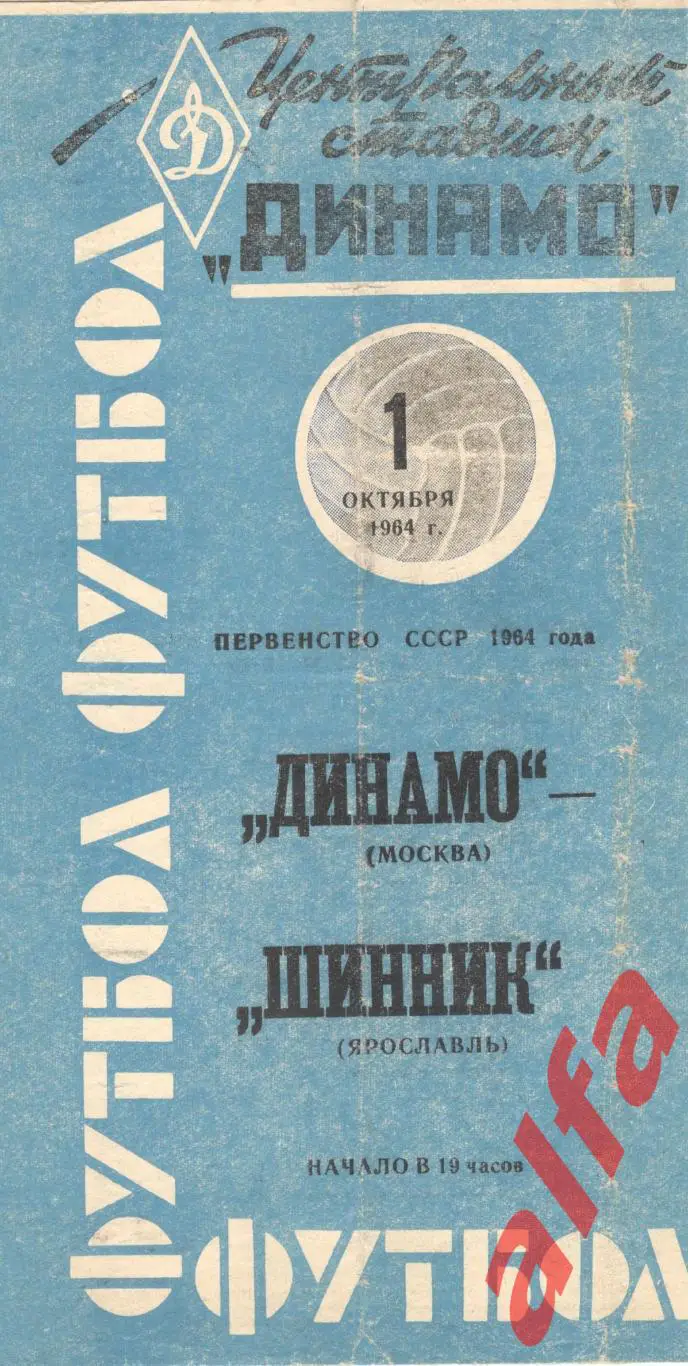 Центральный
стадион
Д
"ДИНАМО"
1
ОКТЯБРЯ
1964 г.
ПЕРВЕНСТВО СССР 1964 года
„ДИНАМО“ —
(МОСКВА)
„ШИННИК“
(ЯРОСЛАВЛЬ)
НАЧАЛО В 19 часов
ФУТБОЛ
ФУТБОЛ
ФУТБОЛ
alfa